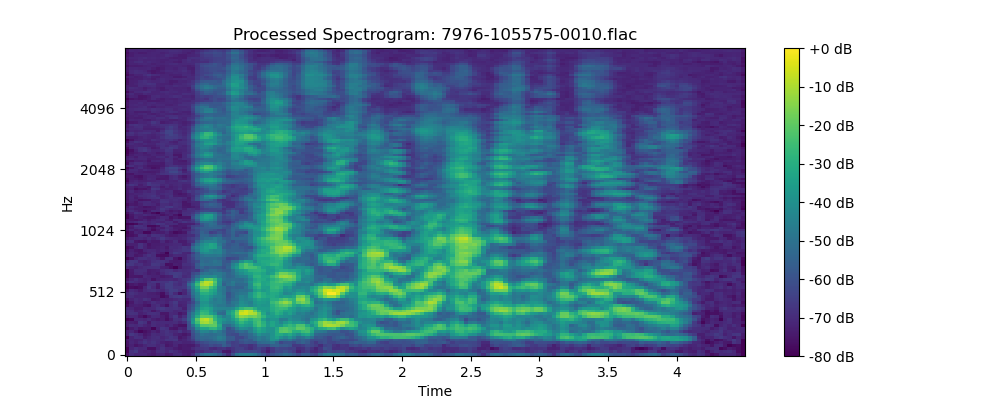 Processed Spectrogram: 7976-105575-0010.flac
+0 dB
-10 dB
-20 dB
-30 dB
-40 dB
-50 dB
-60 dB
-70 dB
-80 dB
Hz
4096
2048
1024
512
0
0 0.5 1 1.5 2 2.5 3 3.5 4
Time